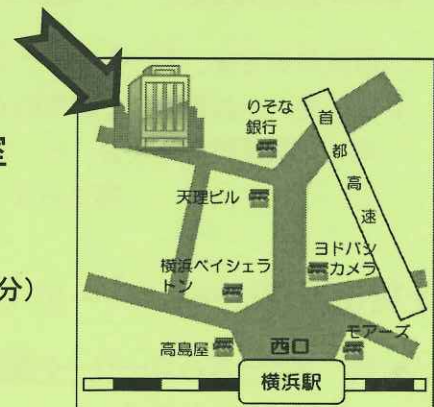 室
分）
りそな
銀行
首都高速
天理ビル
ヨドバシ
カメラ
横浜ベイシェラ
トン
高島屋
西口
モアーズ
横浜駅